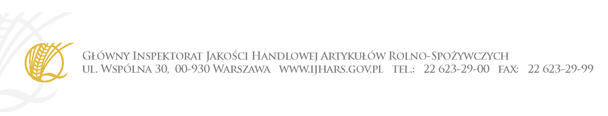 Główny Inspektorat Jakości Handlowej Artykułów Rolno-Spożywczych
ul. Wspólna 30, 00-930 Warszawa www.ijhars.gov.pl tel.: 22 623-29-00 fax: 22 623-29-99